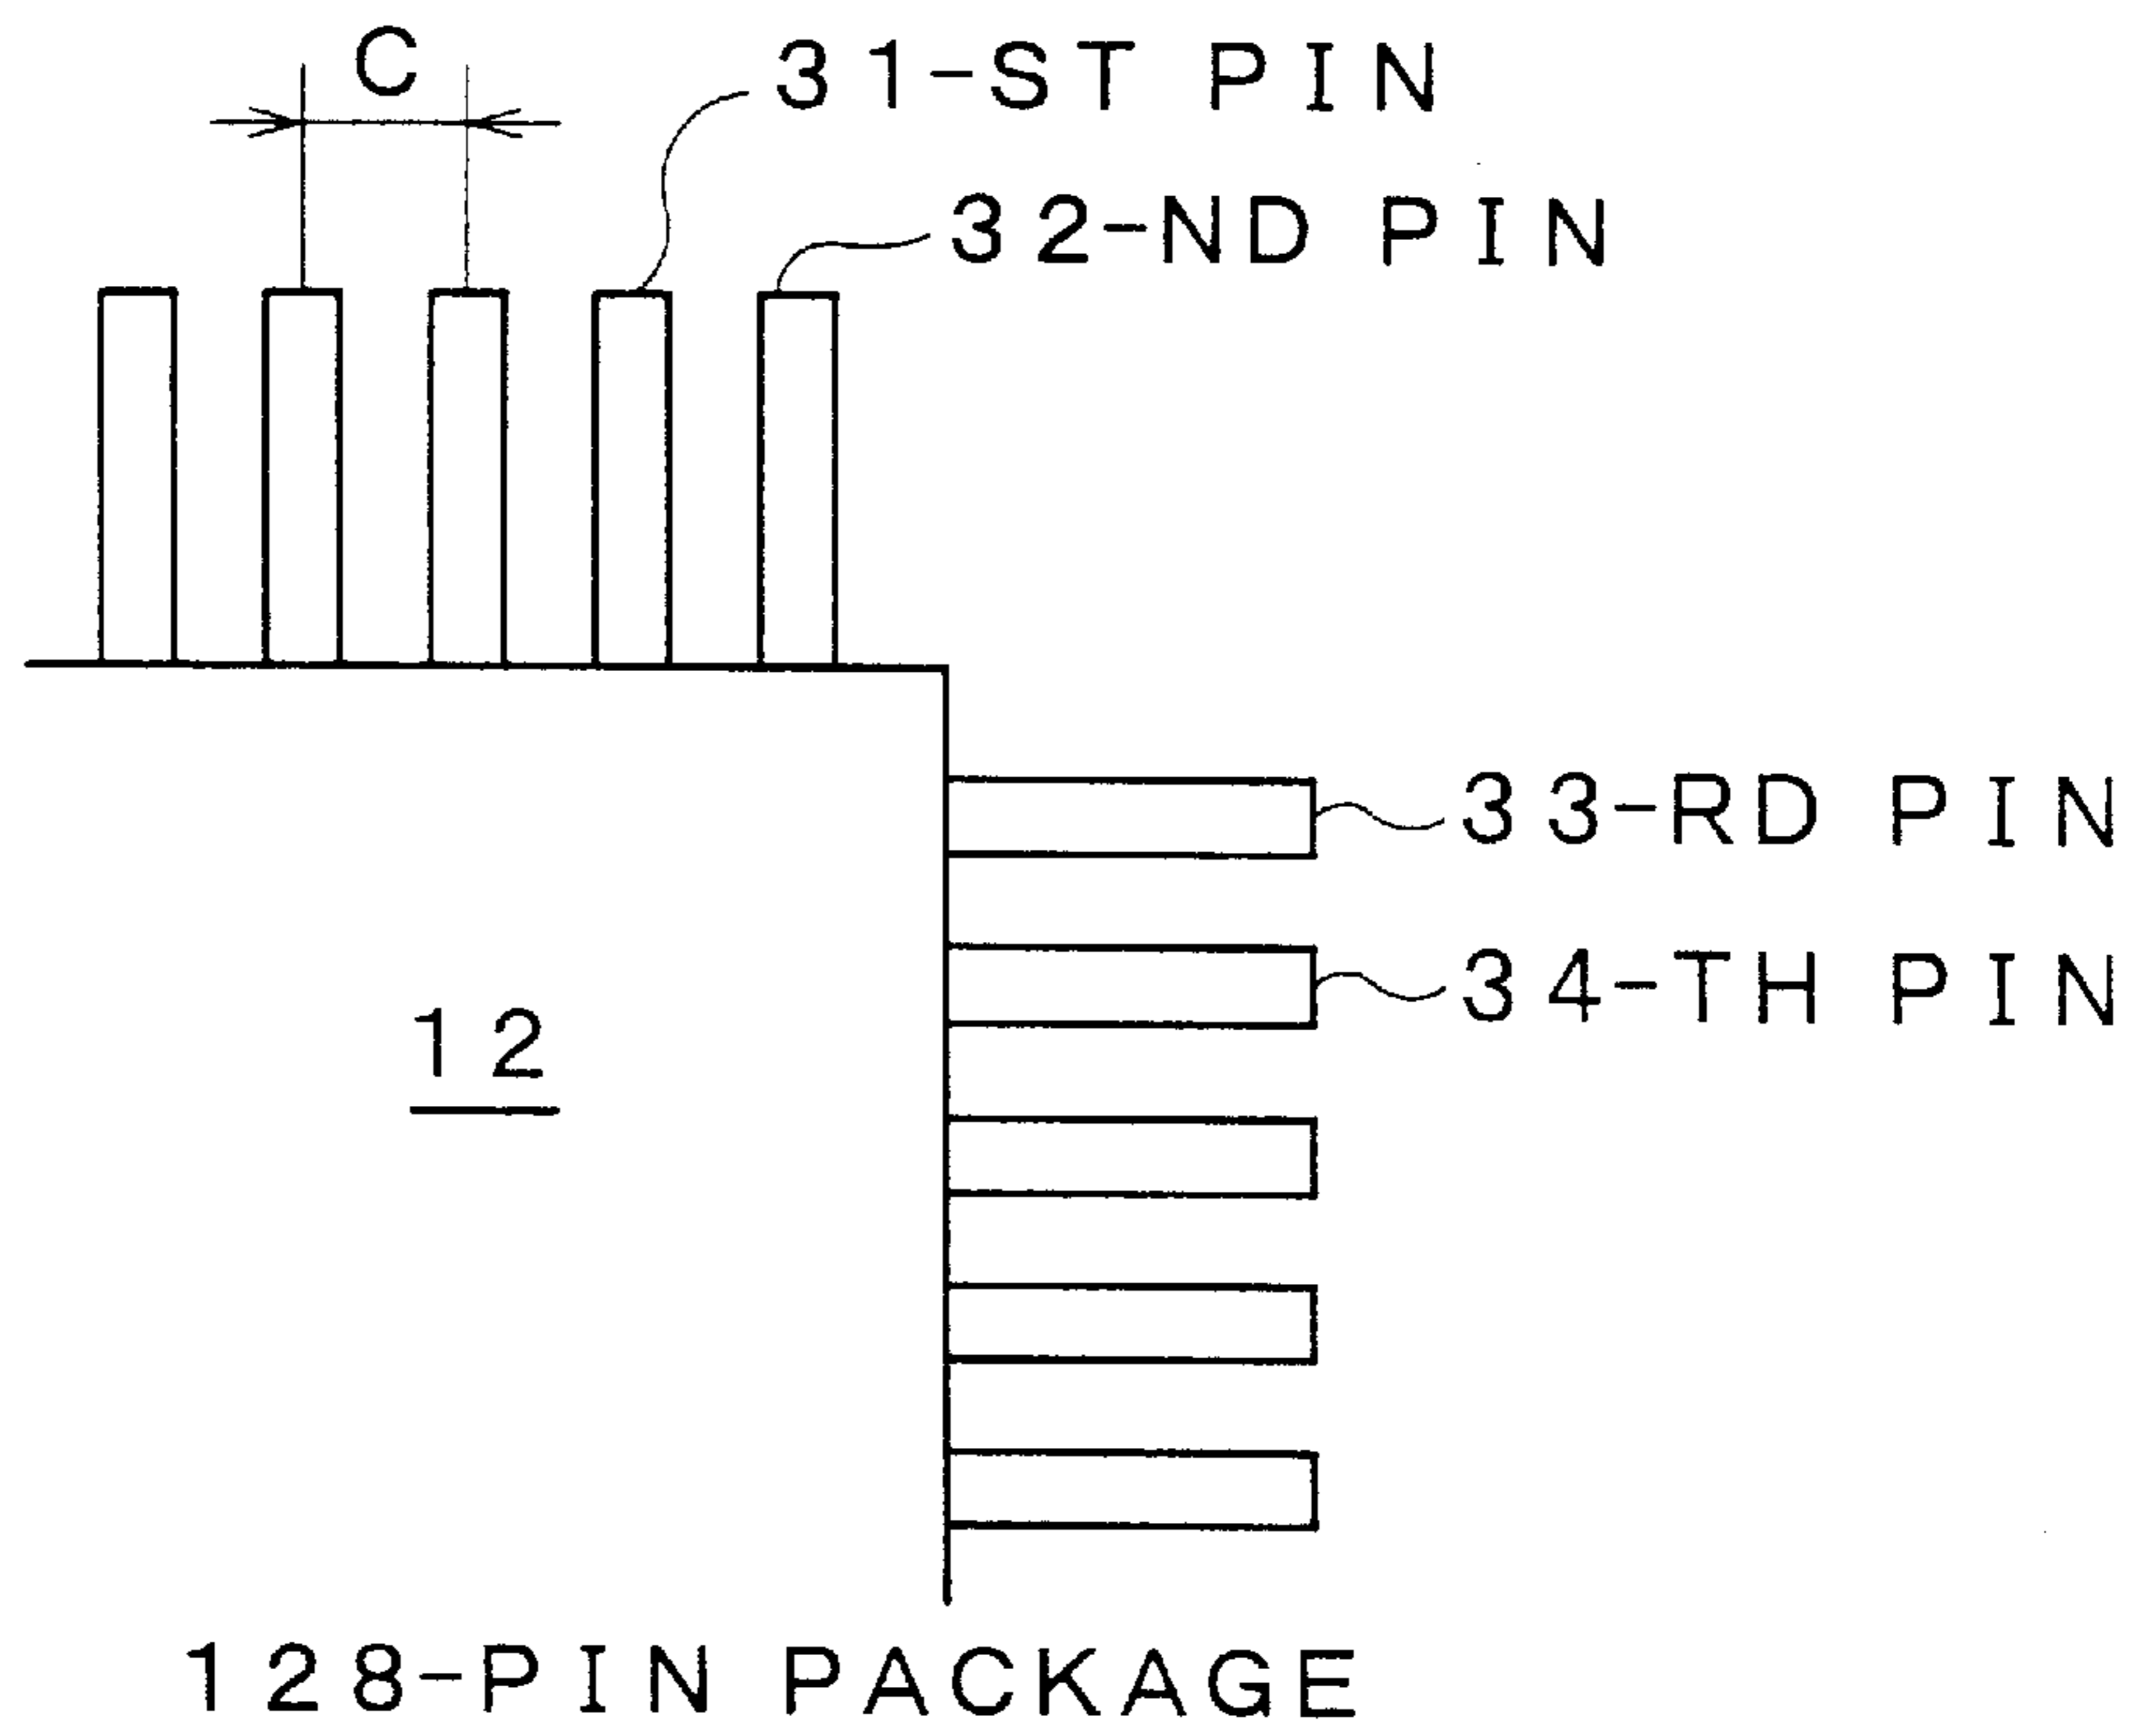 C
31-ST PIN
32-ND PIN
33-RD PIN
34-TH PIN
12
128-PIN PACKAGE